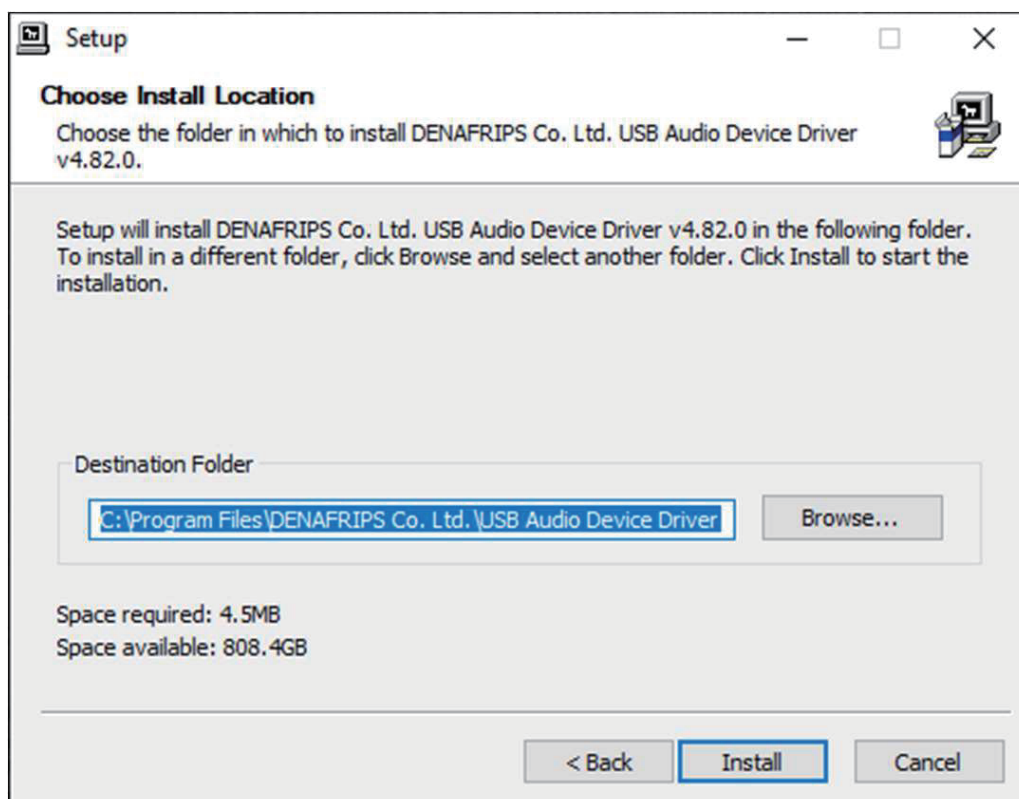 Setup
Choose Install Location
Choose the folder in which to install DENAFRIPS Co. Ltd. USB Audio Device Driver
v4.82.0.
Setup will install DENAFRIPS Co. Ltd. USB Audio Device Driver v4.82.0 in the following folder.
To install in a different folder, click Browse and select another folder. Click Install to start the
installation.
Destination Folder
C:\Program Files\DENAFRIPS Co. Ltd.\USB Audio Device Driver
Browse...
Space required: 4.5MB
Space available: 808.4GB
< Back
Install
Cancel